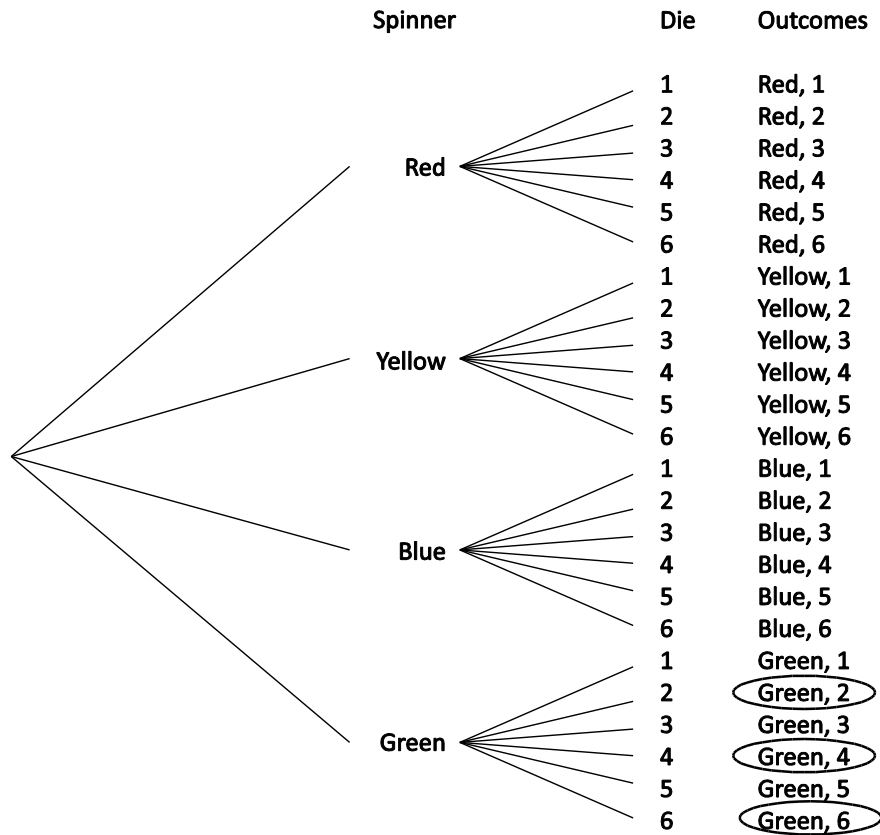 Spinner Die Outcomes
1 Red, 1
2 Red, 2
3 Red, 3
Red
4 Red, 4
5 Red, 5
6 Red, 6
1 Yellow, 1
2 Yellow, 2
3 Yellow, 3
Yellow
4 Yellow, 4
5 Yellow, 5
6 Yellow, 6
1 Blue, 1
2 Blue, 2
3 Blue, 3
Blue
4 Blue, 4
5 Blue, 5
6 Blue, 6
1 Green, 1
2 Green, 2
3 Green, 3
Green
4 Green, 4
5 Green, 5
6 Green, 6